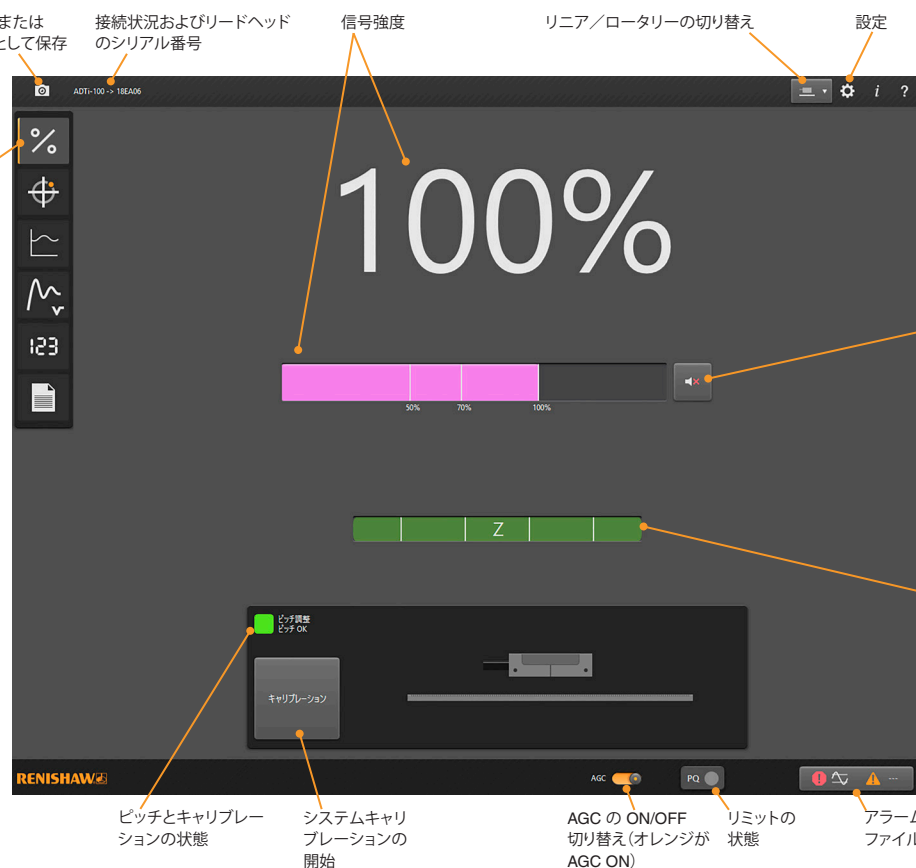 または
として保存
接続状況およびリードヘッド
のシリアル番号
信号強度
リニア／ロータリーの切り替え
設定
ADTi-100 -> 18EA06
i
?
%
123
100%
50%
70%
100%
Z
ピッチ調整
ピッチ OK
キャリブレーション
RENISHAW
AGC
PQ
...
ピッチとキャリブレー
ションの状態
システムキャリ
ブレーションの
開始
AGC の ON/OFF
切り替え（オレンジが
AGC ON）
リミットの
状態
アラーム
ファイル